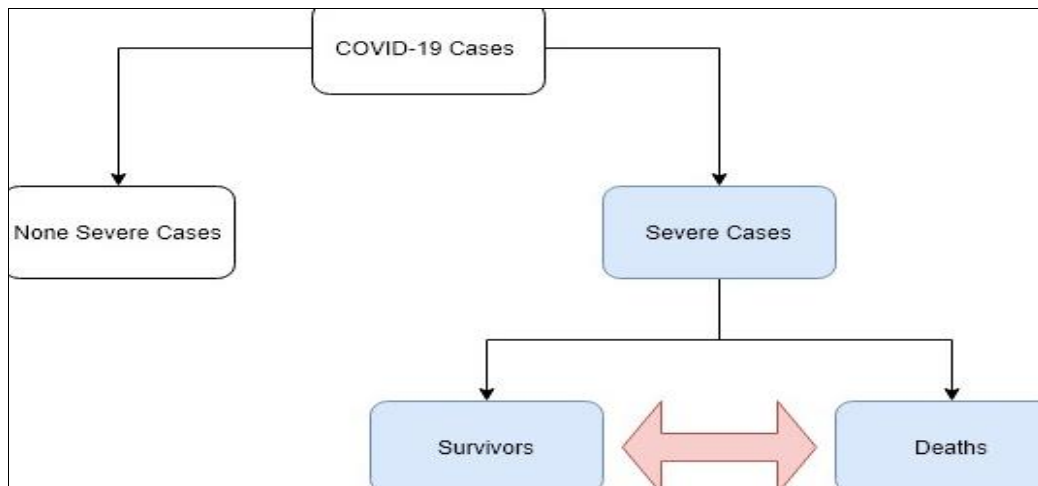 COVID-19 Cases
None Severe Cases
Severe Cases
Survivors
Deaths